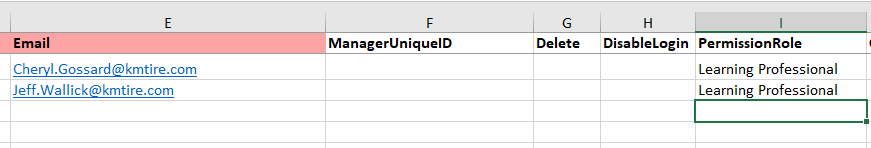 E F G H I
Email ManagerUniqueID Delete DisableLogin PermissionRole
Cheryl.Gossard@kmtire.com Learning Professional
Jeff.Wallick@kmtire.com Learning Professional